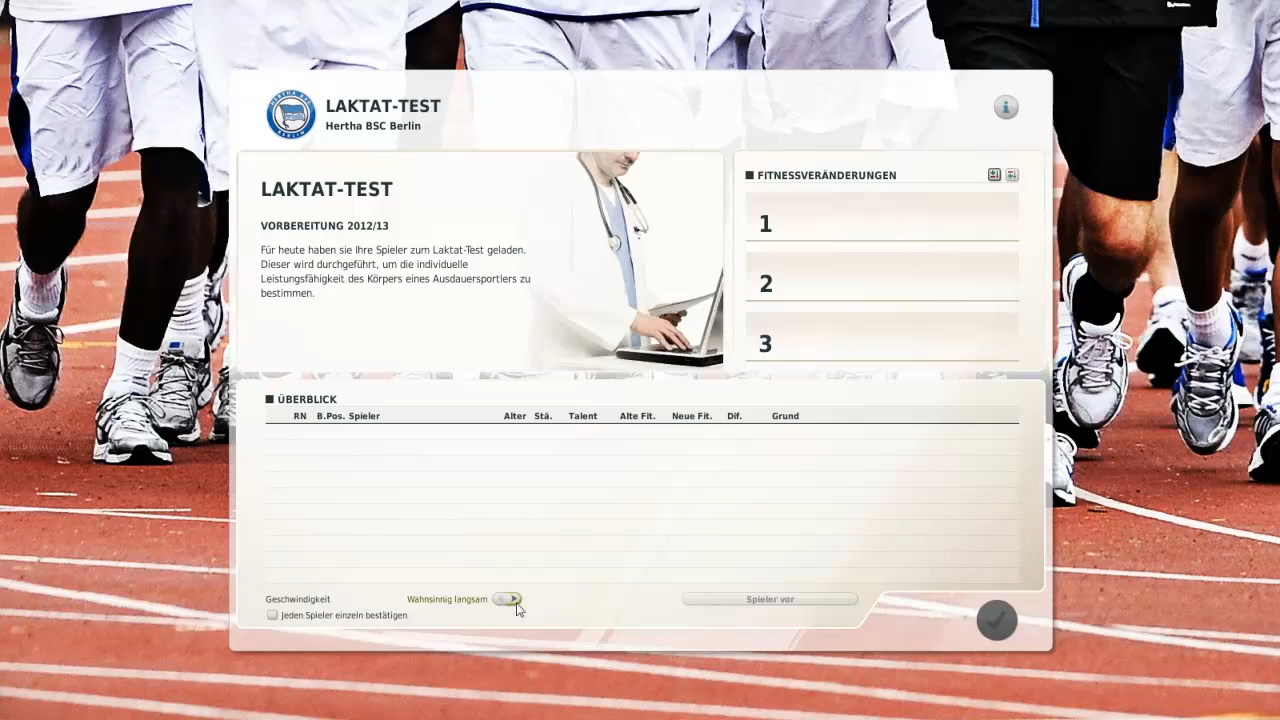 LAKTAT-TEST
Hertha BSC Berlin
LAKTAT-TEST
VORBEREITUNG 2012/13
Für heute haben sie Ihre Spieler zum Laktat-Test geladen.
Dieser wird durchgeführt, um die individuelle
Leistungsfähigkeit des Körpers eines Ausdauersportlers zu
bestimmen.
FITNESSVERÄNDERUNGEN
1
2
3
ÜBERBLICK
RN B.Pos. Spieler Alter Stä. Talent Alte Fit. Neue Fit. Dif. Grund
Geschwindigkeit Wahnsinnig langsam
Spieler vor
Jeden Spieler einzeln bestätigen